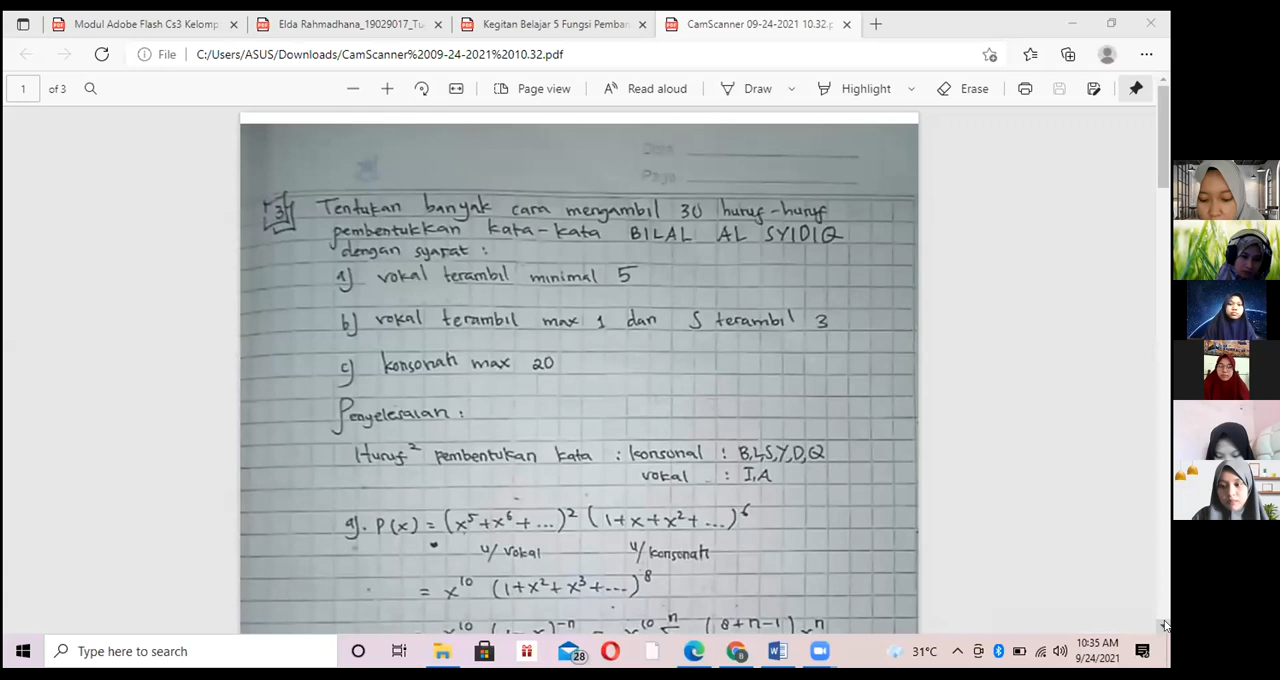 Modul Adobe Flash Cs3 Kelomp
Elda Rahmadhana_19029017_Tu
Kegitan Belajar 5 Fungsi Pemban
CamScanner 09-24-2021 10.32.p
File C:/Users/ASUS/Downloads/CamScanner%2009-24-2021%2010.32.pdf
1 of 3
Page view
Read aloud
Draw
Highlight
Erase
Date
Page
3 Tentukan banyak cara mengambil 30 huruf-huruf
pembentukkan kata-kata BILAL AL SYIDIQ
dengan syarat :
a) vokal terambil minimal 5
b) vokal terambil max 1 dan S terambil 3
c) konsonan max 20
Penyelesaian :
Huruf² pembentukan kata : konsonal : B,L,S,Y,D,Q
vokal : I,A
a). P(x) = (x⁵+x⁶+...)² (1+x+x²+...)⁶
u/ vokal u/ konsonan
= x¹⁰ (1+x²+x³+...)⁸
Type here to search
28
31°C
10:35 AM
9/24/2021